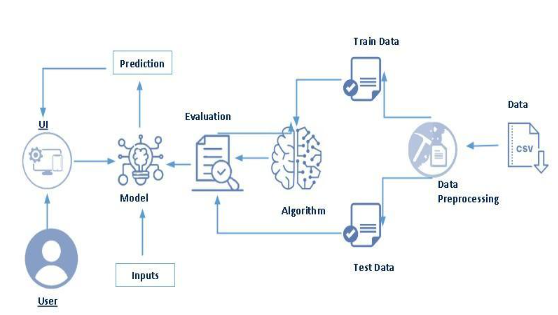 Train Data
Prediction
Data
Evaluation
UI
CSV
Model
Data
Preprocessing
Algorithm
Inputs
Test Data
User